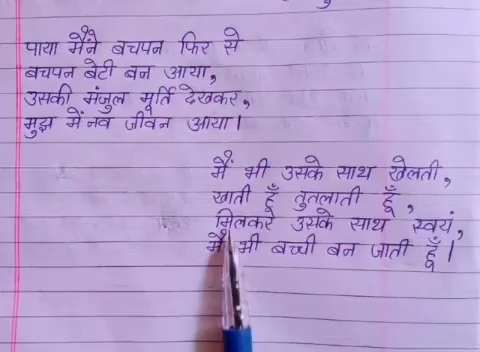 पाया मैंने बचपन फिर से
बचपन बेटी बन आया,
उसकी मंजुल मूर्ति देखकर,
मुझ में नव जीवन आया।
मैं भी उसके साथ खेलती,
खाती हूँ तुतलाती हूँ,
मिलकर उसके साथ स्वयं,
मैं भी बच्ची बन जाती हूँ।